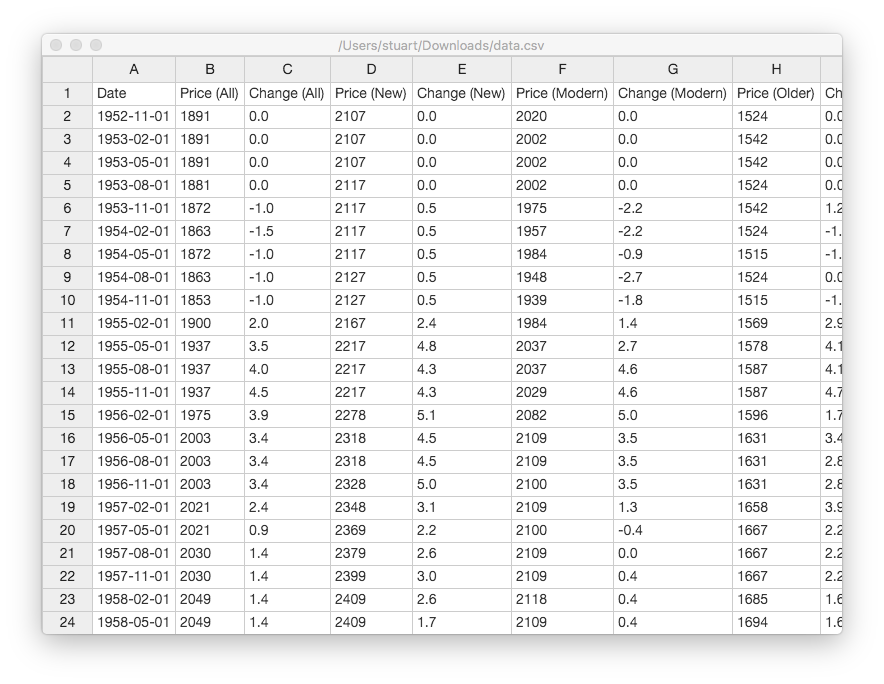 /Users/stuart/Downloads/data.csv
A B C D E F G H
1 Date Price (All) Change (All) Price (New) Change (New) Price (Modern) Change (Modern) Price (Older) Ch
2 1952-11-01 1891 0.0 2107 0.0 2020 0.0 1524 0.0
3 1953-02-01 1891 0.0 2107 0.0 2002 0.0 1542 0.0
4 1953-05-01 1891 0.0 2107 0.0 2002 0.0 1542 0.0
5 1953-08-01 1881 0.0 2117 0.0 2002 0.0 1524 0.0
6 1953-11-01 1872 -1.0 2117 0.5 1975 -2.2 1542 1.2
7 1954-02-01 1863 -1.5 2117 0.5 1957 -2.2 1524 -1.
8 1954-05-01 1872 -1.0 2117 0.5 1984 -0.9 1515 -1.
9 1954-08-01 1863 -1.0 2127 0.5 1948 -2.7 1524 0.0
10 1954-11-01 1853 -1.0 2127 0.5 1939 -1.8 1515 -1.
11 1955-02-01 1900 2.0 2167 2.4 1984 1.4 1569 2.9
12 1955-05-01 1937 3.5 2217 4.8 2037 2.7 1578 4.1
13 1955-08-01 1937 4.0 2217 4.3 2037 4.6 1587 4.1
14 1955-11-01 1937 4.5 2217 4.3 2029 4.6 1587 4.7
15 1956-02-01 1975 3.9 2278 5.1 2082 5.0 1596 1.7
16 1956-05-01 2003 3.4 2318 4.5 2109 3.5 1631 3.4
17 1956-08-01 2003 3.4 2318 4.5 2109 3.5 1631 2.8
18 1956-11-01 2003 3.4 2328 5.0 2100 3.5 1631 2.8
19 1957-02-01 2021 2.4 2348 3.1 2109 1.3 1658 3.9
20 1957-05-01 2021 0.9 2369 2.2 2100 -0.4 1667 2.2
21 1957-08-01 2030 1.4 2379 2.6 2109 0.0 1667 2.2
22 1957-11-01 2030 1.4 2399 3.0 2109 0.4 1667 2.2
23 1958-02-01 2049 1.4 2409 2.6 2118 0.4 1685 1.6
24 1958-05-01 2049 1.4 2409 1.7 2109 0.4 1694 1.6